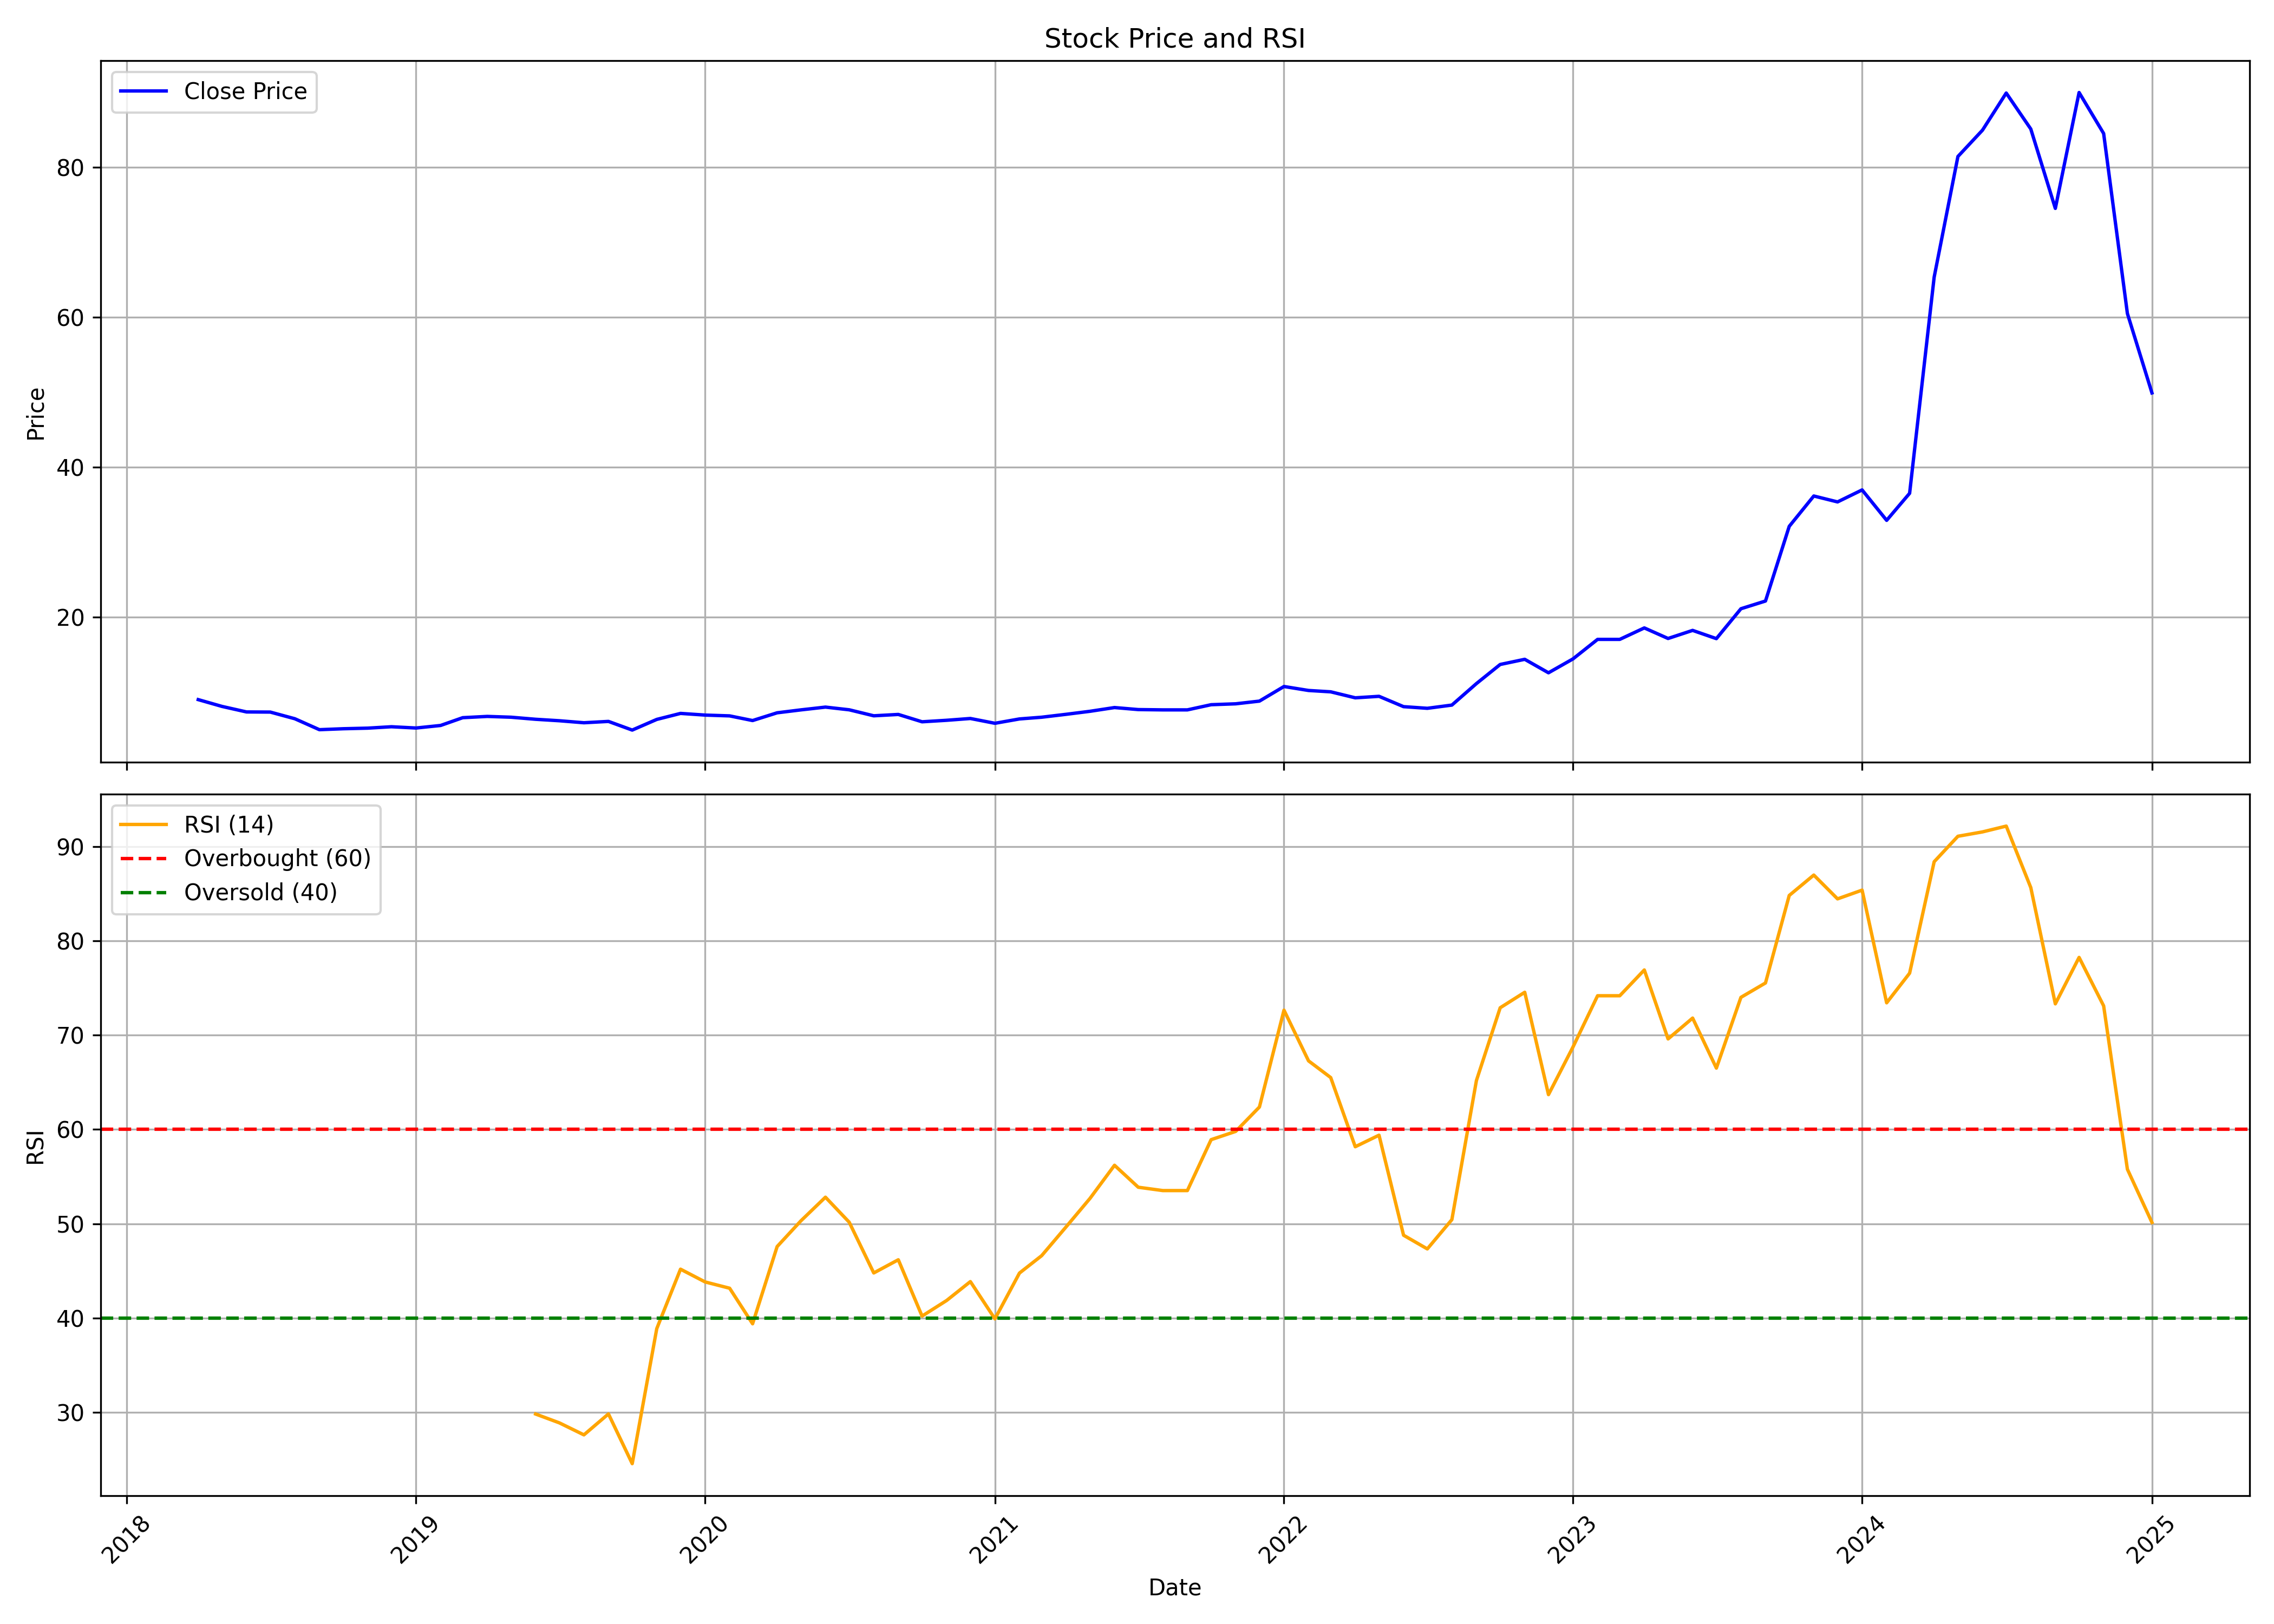 Stock Price and RSI
Close Price
Price
80
60
40
20
RSI (14)
Overbought (60)
Oversold (40)
RSI
90
80
70
60
50
40
30
2018
2019
2020
2021
2022
2023
2024
2025
Date